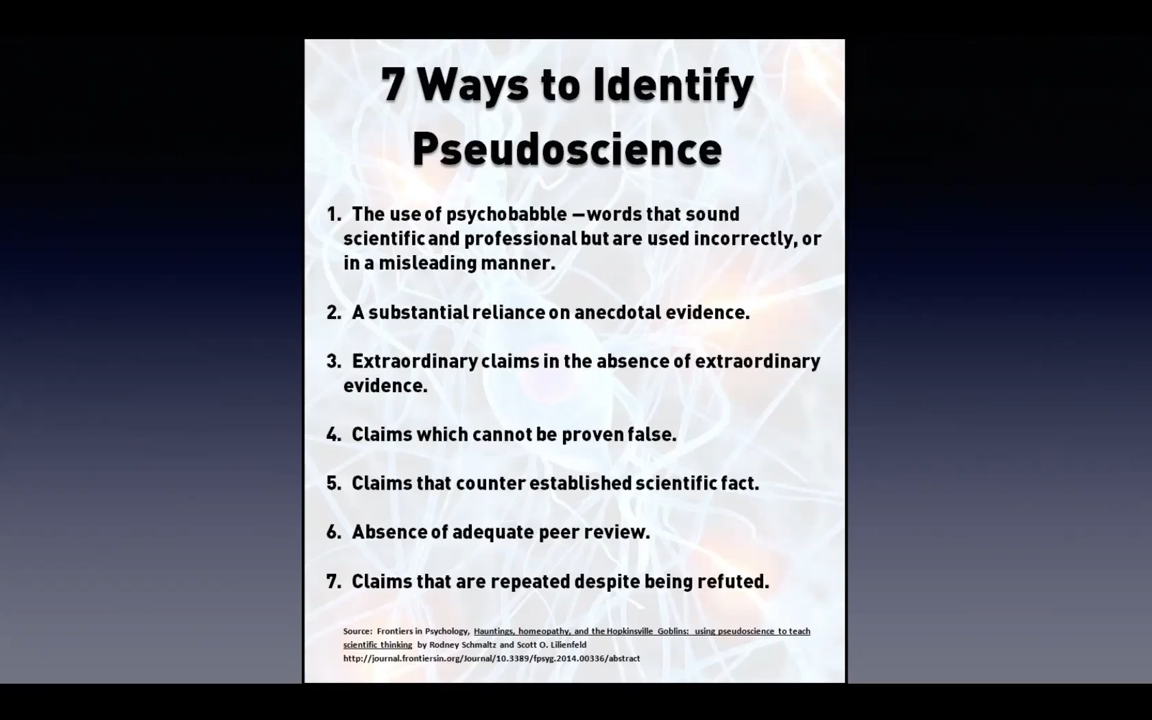 7 Ways to Identify
Pseudoscience
1. The use of psychobabble –words that sound
scientific and professional but are used incorrectly, or
in a misleading manner.
2. A substantial reliance on anecdotal evidence.
3. Extraordinary claims in the absence of extraordinary
evidence.
4. Claims which cannot be proven false.
5. Claims that counter established scientific fact.
6. Absence of adequate peer review.
7. Claims that are repeated despite being refuted.
Source: Frontiers in Psychology, Hauntings, homeopathy, and the Hopkinsville Goblins: using pseudoscience to teach
scientific thinking by Rodney Schmaltz and Scott O. Lilienfeld
http://journal.frontiersin.org/Journal/10.3389/fpsyg.2014.00336/abstract